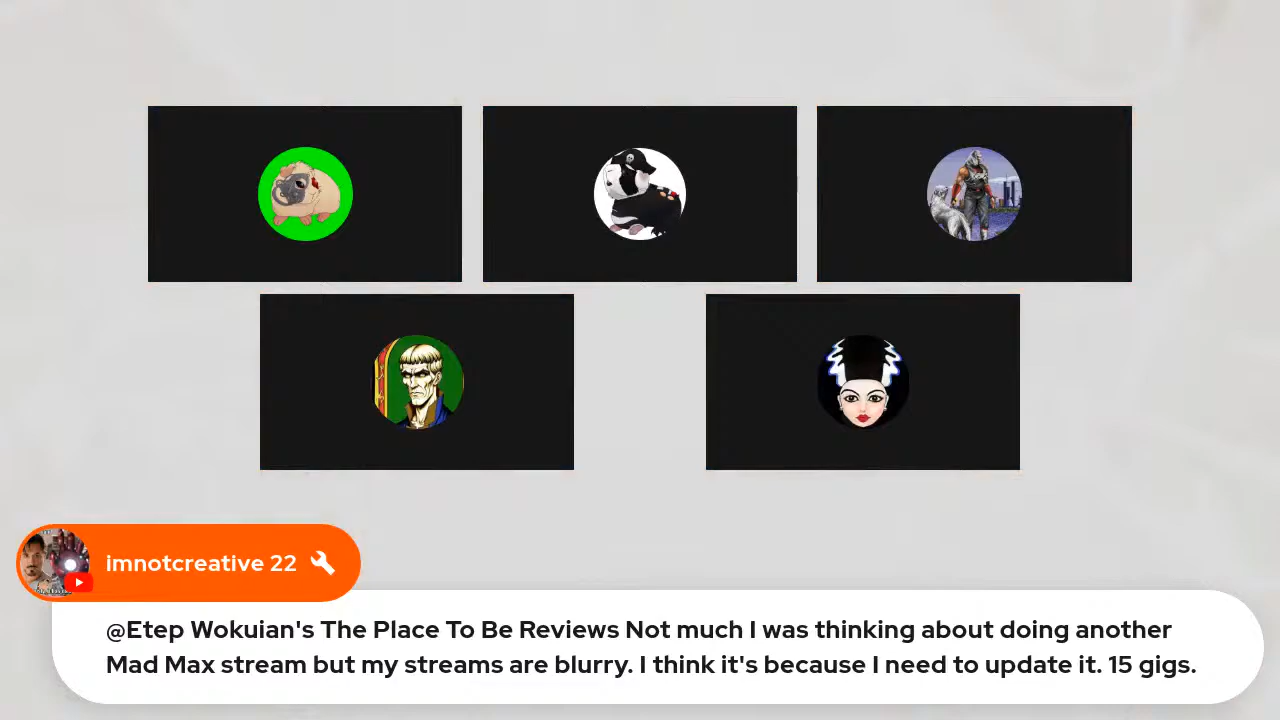 imnotcreative 22
@Etep Wokuian's The Place To Be Reviews Not much I was thinking about doing another
Mad Max stream but my streams are blurry. I think it's because I need to update it. 15 gigs.